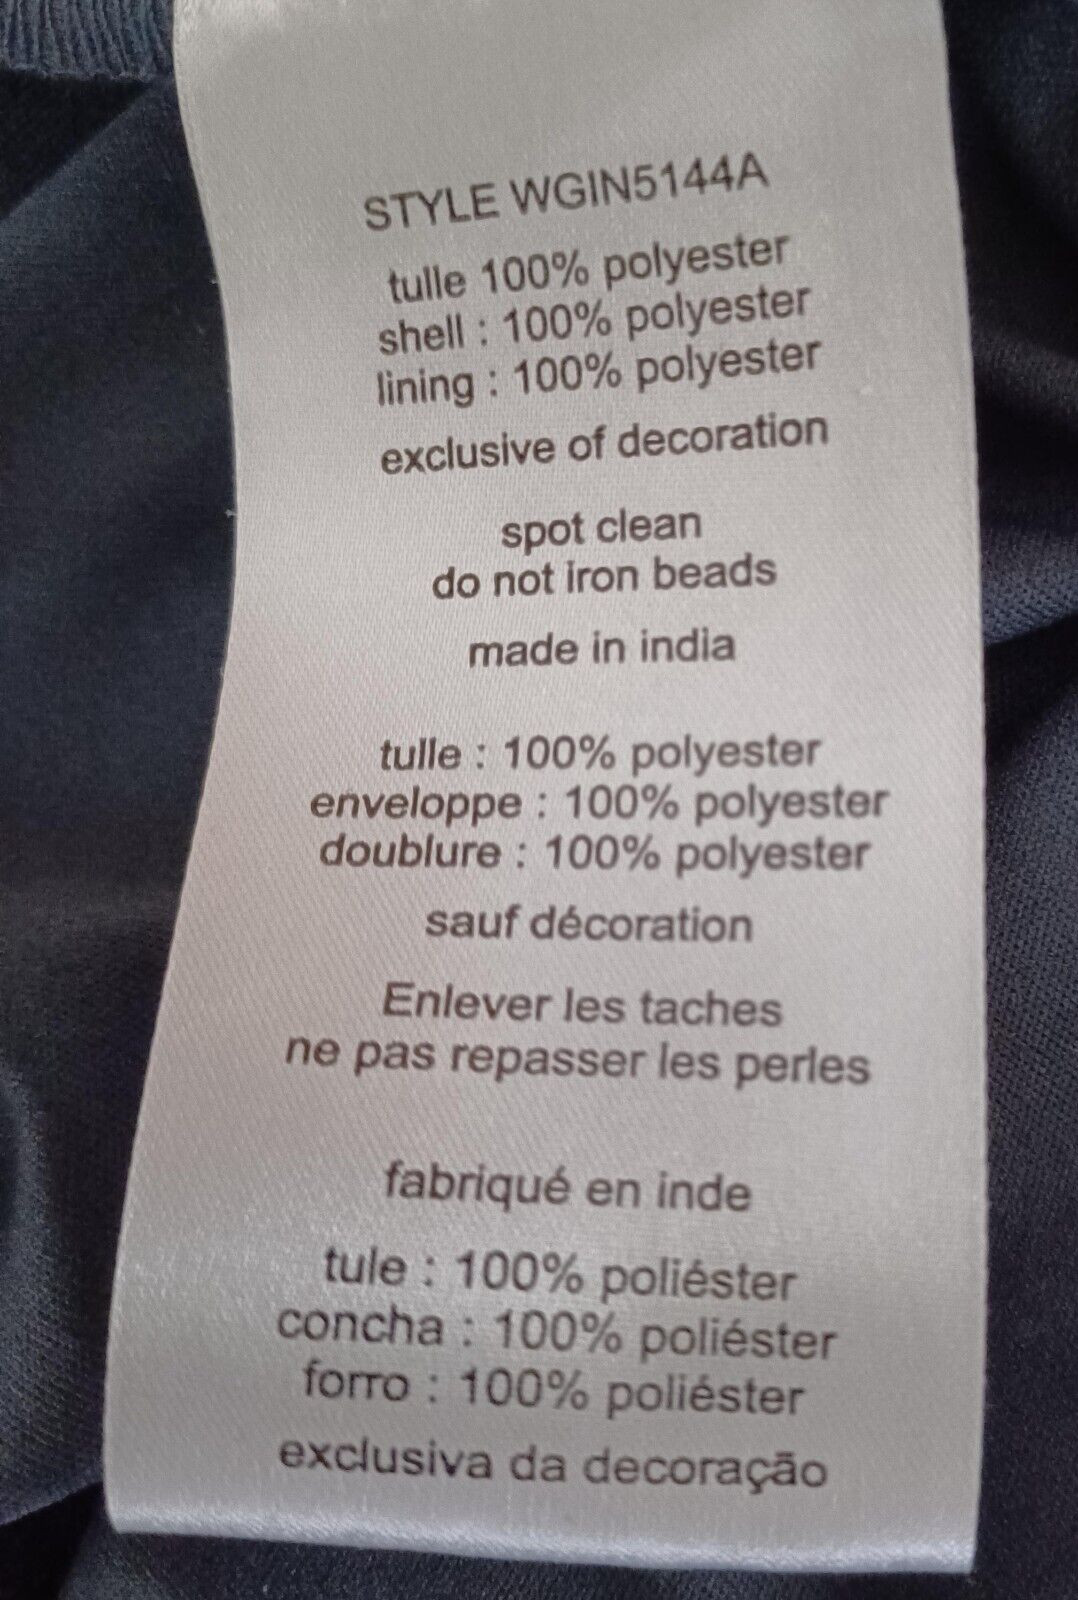 STYLE WGIN5144A
tulle 100% polyester
shell : 100% polyester
lining : 100% polyester
exclusive of decoration
spot clean
do not iron beads
made in india
tulle : 100% polyester
enveloppe : 100% polyester
doublure : 100% polyester
sauf décoration
Enlever les taches
ne pas repasser les perles
fabriqué en inde
tule : 100% poliéster
concha : 100% poliéster
forro : 100% poliéster
exclusiva da decoração